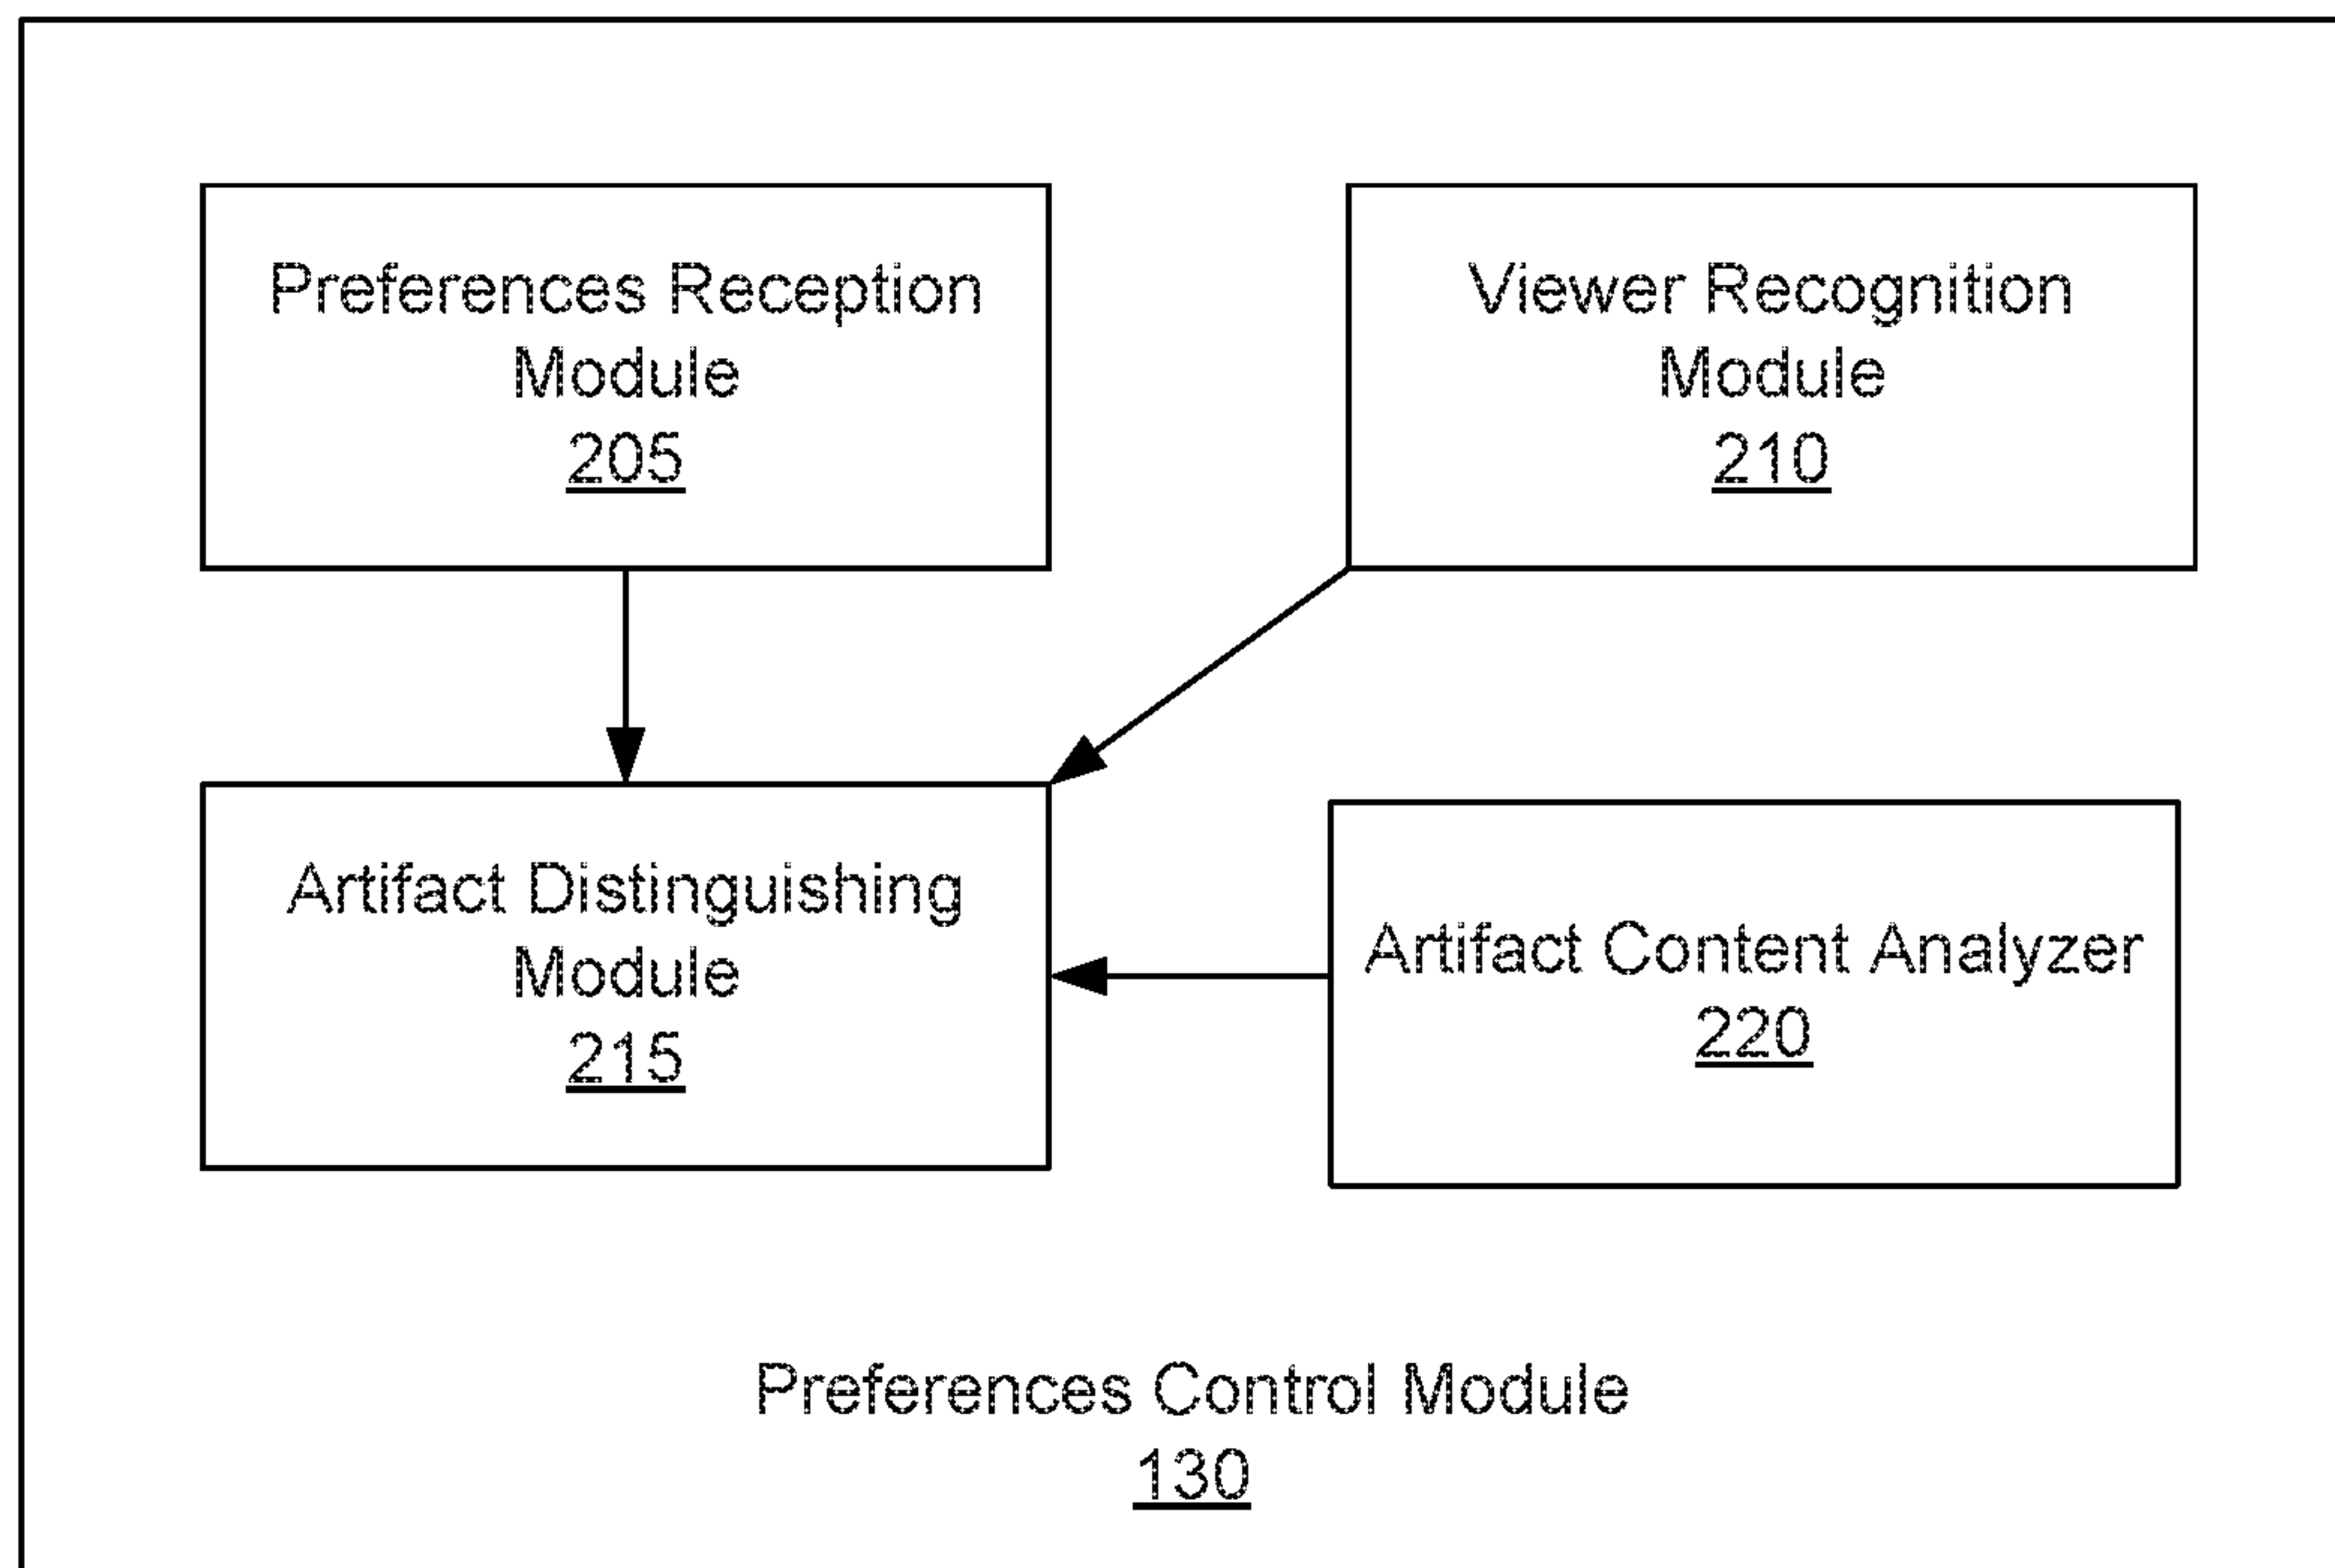 Preferences Reception
Module
205
Viewer Recognition
Module
210
Artifact Distinguishing
Module
215
Artifact Content Analyzer
220
Preferences Control Module
130